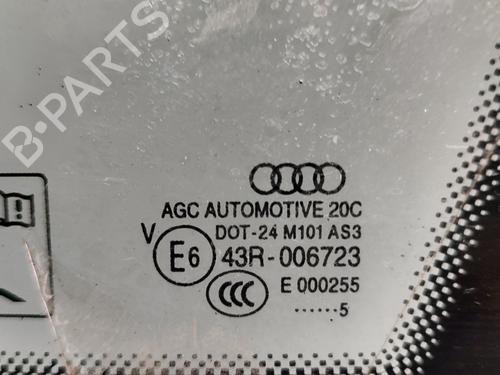 B-PARTS
AGC AUTOMOTIVE 20C
DOT-24 M101 AS3
V E6 43R-006723
CCC E 000255
······5